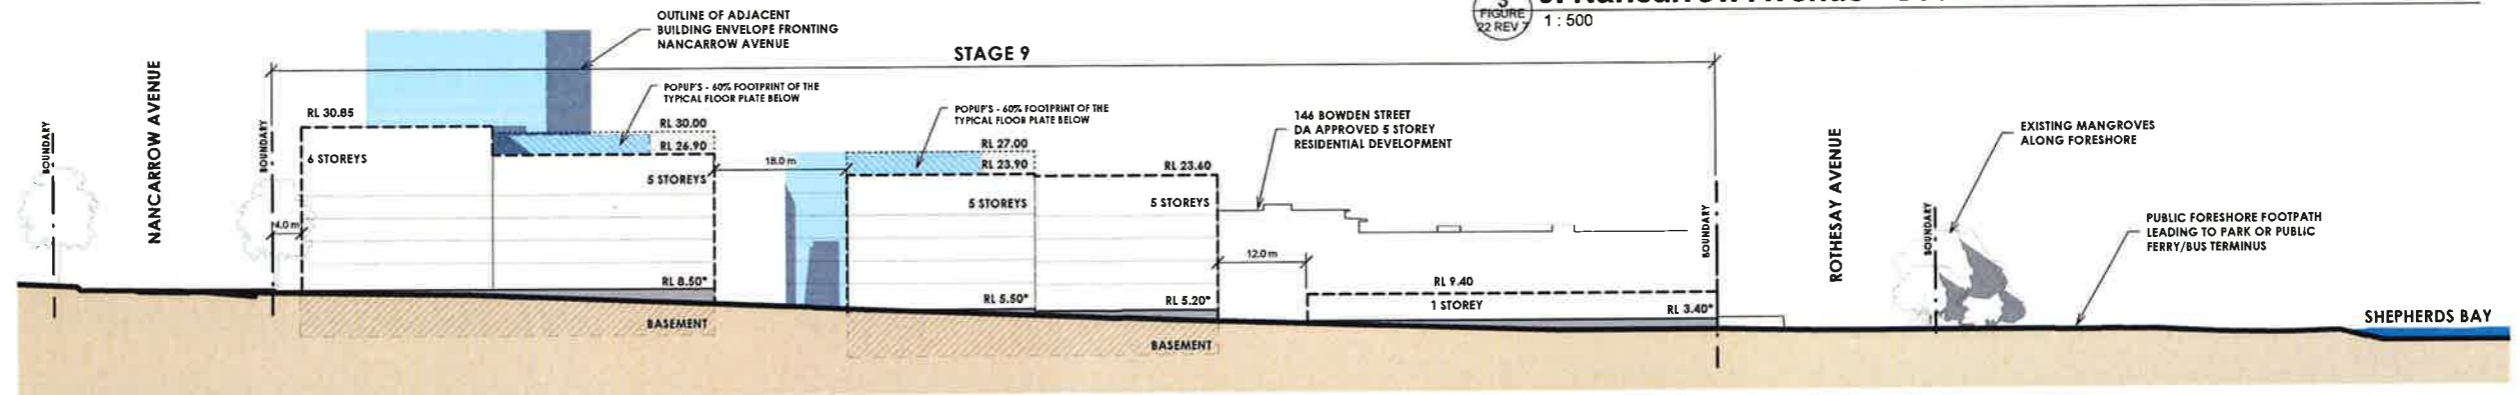 3
FIGURE
22 REV 7
1 : 500
OUTLINE OF ADJACENT
BUILDING ENVELOPE FRONTING
NANCARROW AVENUE
STAGE 9
NANCARROW AVENUE
BOUNDARY
BOUNDARY
4.0 m
RL 30.85
6 STOREYS
POPUP'S - 60% FOOTPRINT OF THE
TYPICAL FLOOR PLATE BELOW
RL 30.00
RL 26.90
5 STOREYS
RL 8.50*
BASEMENT
18.0 m
POPUP'S - 60% FOOTPRINT OF THE
TYPICAL FLOOR PLATE BELOW
RL 27.00
RL 23.90
5 STOREYS
RL 5.50*
RL 23.60
5 STOREYS
RL 5.20*
BASEMENT
146 BOWDEN STREET
DA APPROVED 5 STOREY
RESIDENTIAL DEVELOPMENT
12.0 m
RL 9.40
1 STOREY
RL 3.40*
BOUNDARY
ROTHESAY AVENUE
BOUNDARY
EXISTING MANGROVES
ALONG FORESHORE
PUBLIC FORESHORE FOOTPATH
LEADING TO PARK OR PUBLIC
FERRY/BUS TERMINUS
SHEPHERDS BAY